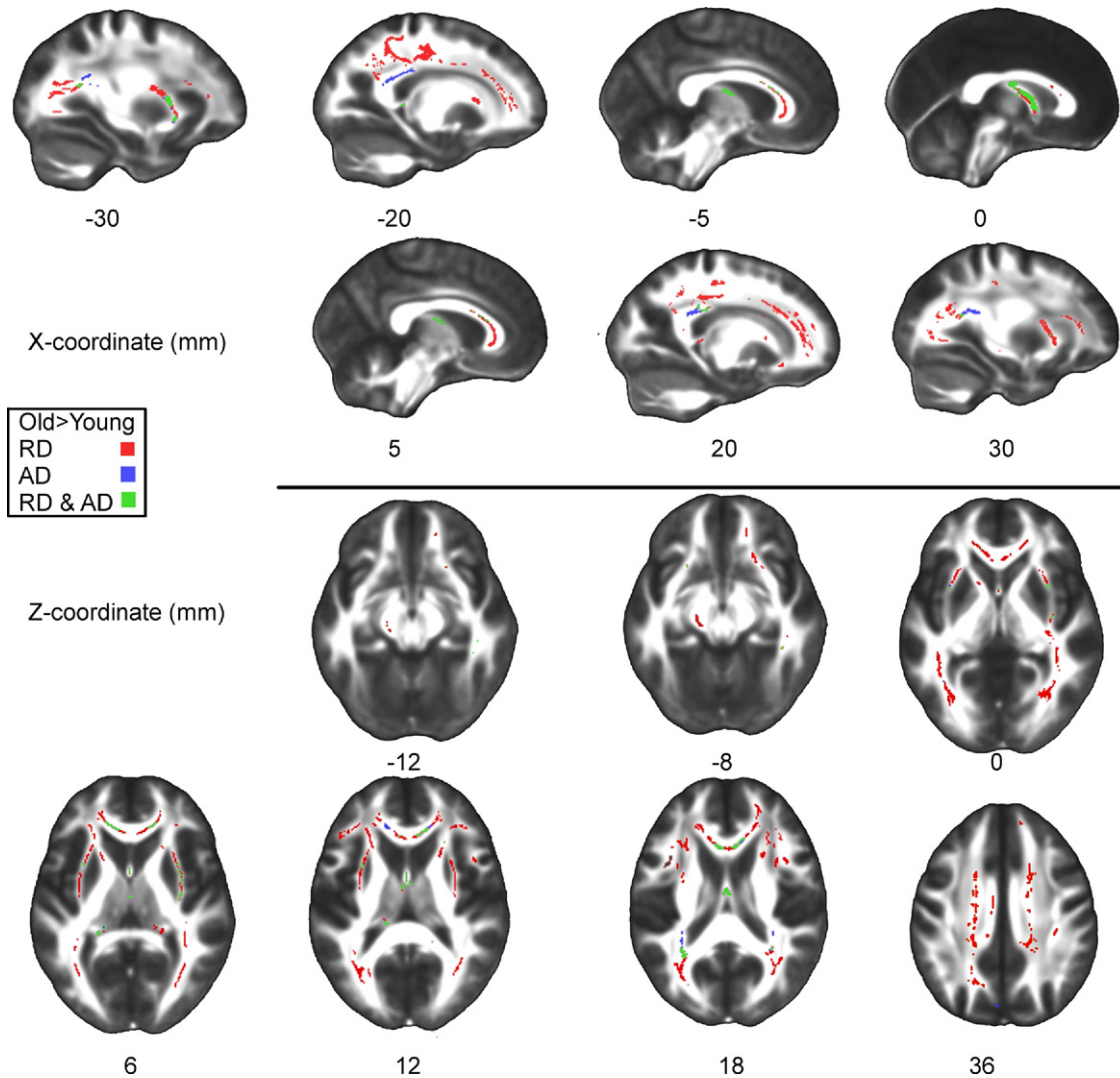 -30 -20 -5 0
X-coordinate (mm)
5 20 30
Old>Young
RD
AD
RD & AD
Z-coordinate (mm)
-12 -8 0
6 12 18 36